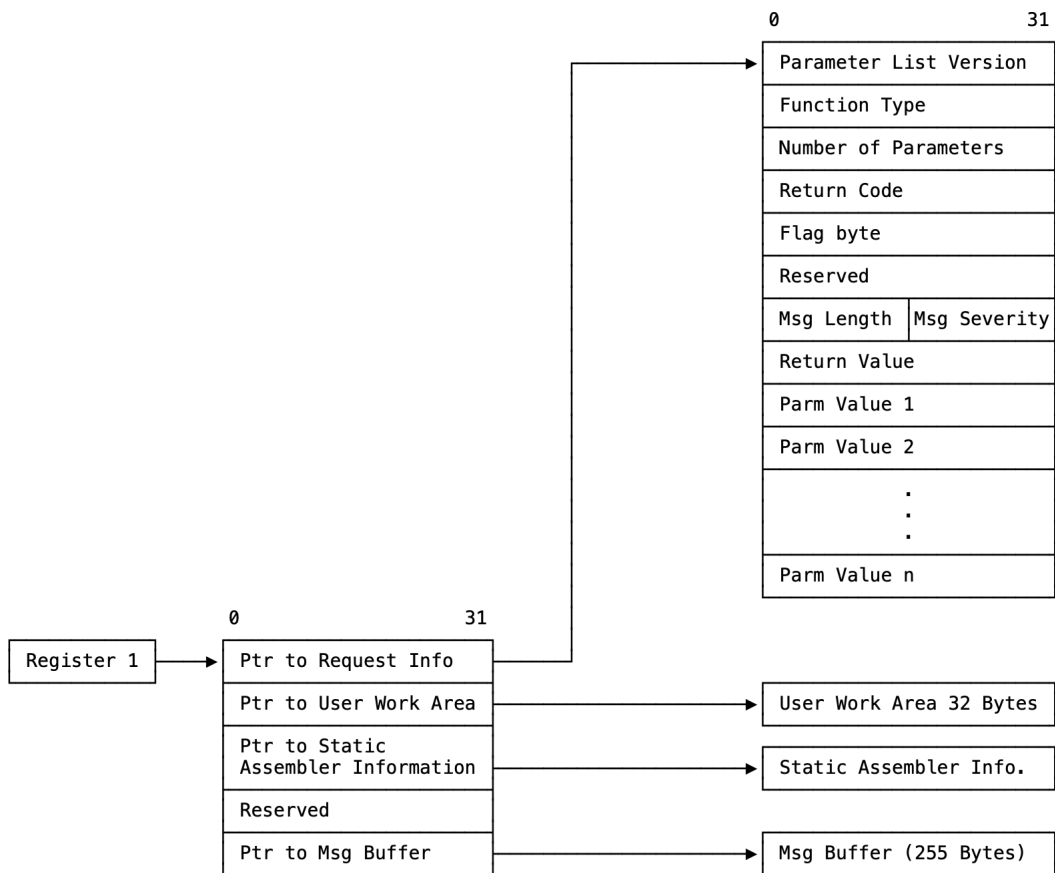 0 31
Parameter List Version
Function Type
Number of Parameters
Return Code
Flag byte
Reserved
Msg Length Msg Severity
Return Value
Parm Value 1
Parm Value 2
.
.
.
Parm Value n
0 31
Register 1
Ptr to Request Info
Ptr to User Work Area
User Work Area 32 Bytes
Ptr to Static
Assembler Information
Static Assembler Info.
Reserved
Ptr to Msg Buffer
Msg Buffer (255 Bytes)